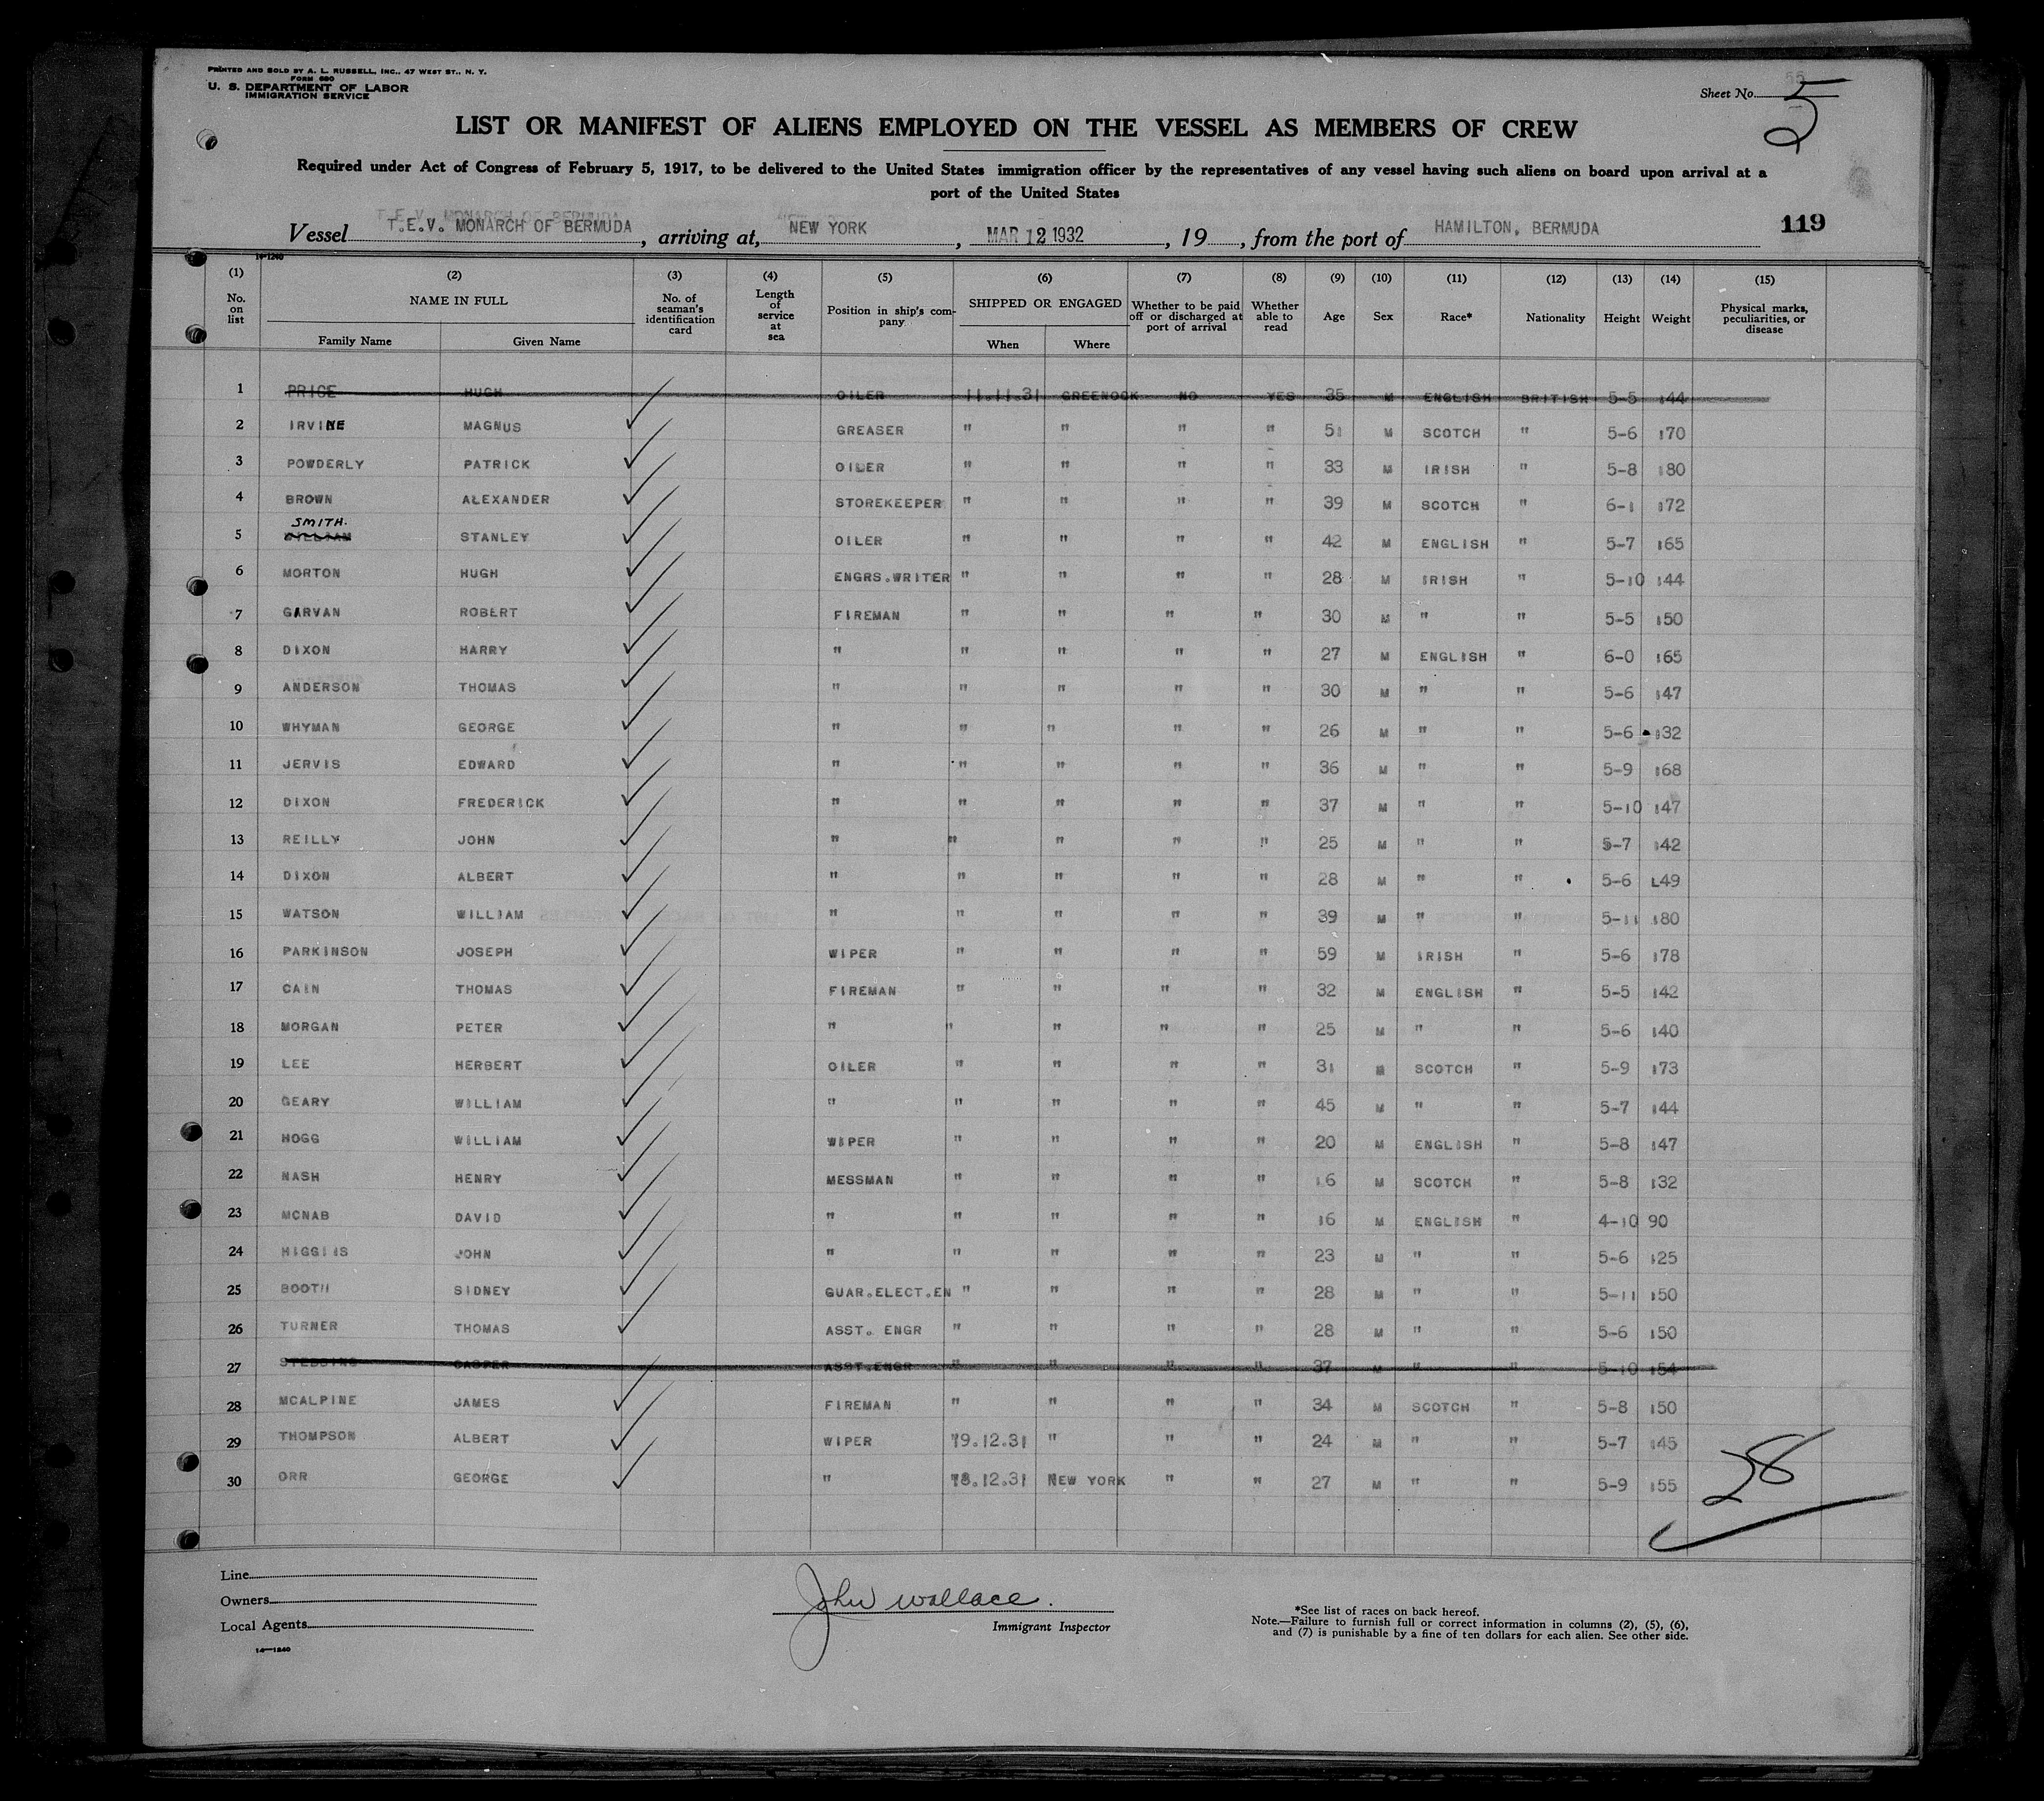 PRINTED AND SOLD BY A. L. RUSSELL, INC., 47 WEST ST., N. Y.
FORM 680
U. S. DEPARTMENT OF LABOR
IMMIGRATION SERVICE
Sheet No. 5
LIST OR MANIFEST OF ALIENS EMPLOYED ON THE VESSEL AS MEMBERS OF CREW
Required under Act of Congress of February 5, 1917, to be delivered to the United States immigration officer by the representatives of any vessel having such aliens on board upon arrival at a
port of the United States
Vessel T.E.V. MONARCH OF BERMUDA, arriving at, NEW YORK, MAR 12 1932, 19, from the port of HAMILTON, BERMUDA 119
14-1240
(1) (2) (3) (4) (5) (6) (7) (8) (9) (10) (11) (12) (13) (14) (15)
No. on list NAME IN FULL Family Name Given Name No. of seaman's identification card Length of service at sea Position in ship's company SHIPPED OR ENGAGED When Where Whether to be paid off or discharged at port of arrival Whether able to read Age Sex Race* Nationality Height Weight Physical marks, peculiarities, or disease
1 PRICE HUGH OILER 11.11.31 GREENOCK NO YES 35 M ENGLISH BRITISH 5-5 144
2 IRVINE MAGNUS GREASER " " " " 51 M SCOTCH " 5-6 170
3 POWDERLY PATRICK OILER " " " " 33 M IRISH " 5-8 180
4 BROWN ALEXANDER STOREKEEPER " " " " 39 M SCOTCH " 6-1 172
SMITH.
5 WILLIAM STANLEY OILER " " " " 42 M ENGLISH " 5-7 165
6 MORTON HUGH ENGRS.WRITER " " " " 28 M IRISH " 5-10 144
7 GARVAN ROBERT FIREMAN " " " " 30 M " " 5-5 150
8 DIXON HARRY " " " " " 27 M ENGLISH " 6-0 165
9 ANDERSON THOMAS " " " " " 30 M " " 5-6 147
10 WHYMAN GEORGE " " " " " 26 M " " 5-6 132
11 JERVIS EDWARD " " " " " 36 M " " 5-9 168
12 DIXON FREDERICK " " " " " 37 M " " 5-10 147
13 REILLY JOHN " " " " " 25 M " " 5-7 142
14 DIXON ALBERT " " " " " 28 M " " 5-6 L49
15 WATSON WILLIAM " " " " " 39 M " " 5-11 180
16 PARKINSON JOSEPH WIPER " " " " 59 M IRISH " 5-6 178
17 CAIN THOMAS FIREMAN " " " " 32 M ENGLISH " 5-5 142
18 MORGAN PETER " " " " " 25 M " " 5-6 140
19 LEE HERBERT OILER " " " " 31 M SCOTCH " 5-9 173
20 GEARY WILLIAM " " " " " 45 M " " 5-7 144
21 HOGG WILLIAM WIPER " " " " 20 M ENGLISH " 5-8 147
22 NASH HENRY MESSMAN " " " " 16 M SCOTCH " 5-8 132
23 MCNAB DAVID " " " " " 16 M ENGLISH " 4-10 90
24 HIGGINS JOHN " " " " " 23 M " " 5-6 125
25 BOOTH SIDNEY GUAR.ELECT.EN " " " " 28 M " " 5-11 150
26 TURNER THOMAS ASST. ENGR " " " " 28 M " " 5-6 150
27 STEBBING CASPER ASST.ENGR " " " " 37 M " " 5-10 154
28 MCALPINE JAMES FIREMAN " " " " 34 M SCOTCH " 5-8 150
29 THOMPSON ALBERT WIPER 19.12.31 " " " 24 M " " 5-7 145
30 ORR GEORGE " 18.12.31 NEW YORK " " 27 M " " 5-9 155
28
Line
Owners
Local Agents
14-1240
John Wallace.
Immigrant Inspector
*See list of races on back hereof.
Note.—Failure to furnish full or correct information in columns (2), (5), (6),
and (7) is punishable by a fine of ten dollars for each alien. See other side.